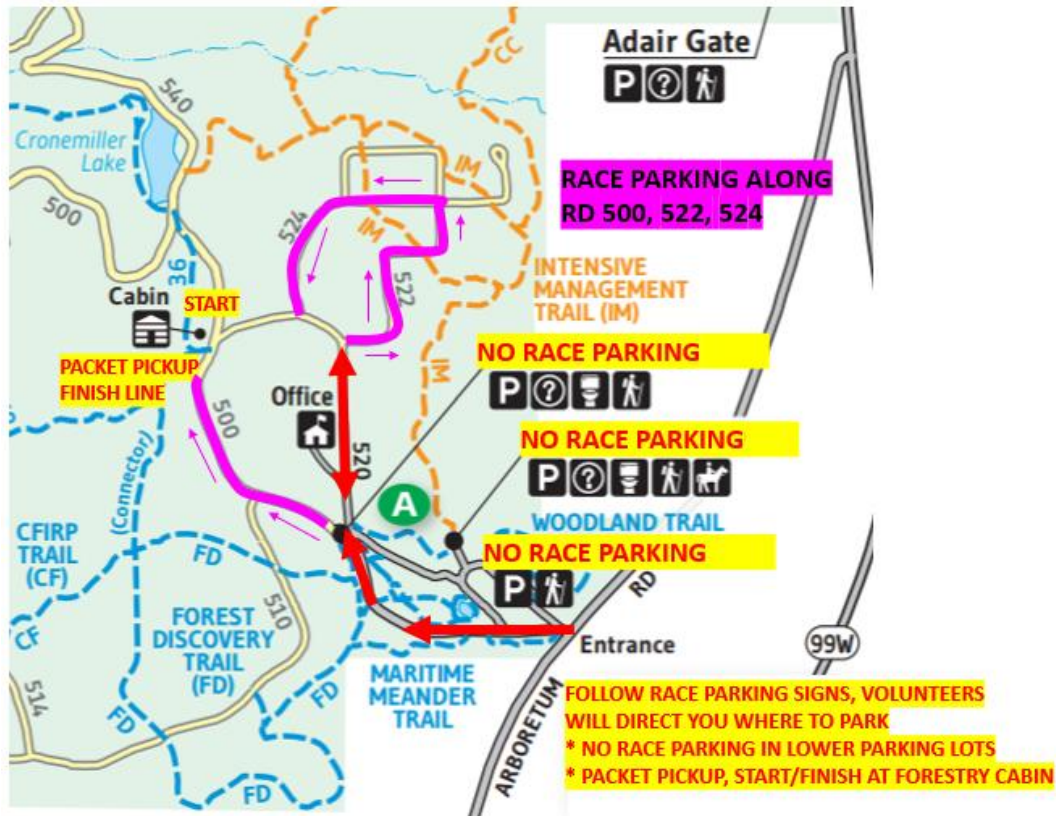 Adair Gate
P ?
CC
540
Cronemiller
Lake
500
RACE PARKING ALONG
RD 500, 522, 524
IM
524
IM
522
INTENSIVE
MANAGEMENT
TRAIL (IM)
36
Cabin
START
IM
NO RACE PARKING
P ?
PACKET PICKUP
FINISH LINE
Office
500
520
NO RACE PARKING
P ?
A
WOODLAND TRAIL
(Connector)
CFIRP
TRAIL
(CF)
FD
NO RACE PARKING
P
RD
510
CF
FOREST
DISCOVERY
TRAIL
(FD)
Entrance
99W
514
FD
FD
MARITIME
MEANDER
TRAIL
ARBORETUM
FD
FOLLOW RACE PARKING SIGNS, VOLUNTEERS
WILL DIRECT YOU WHERE TO PARK
* NO RACE PARKING IN LOWER PARKING LOTS
* PACKET PICKUP, START/FINISH AT FORESTRY CABIN